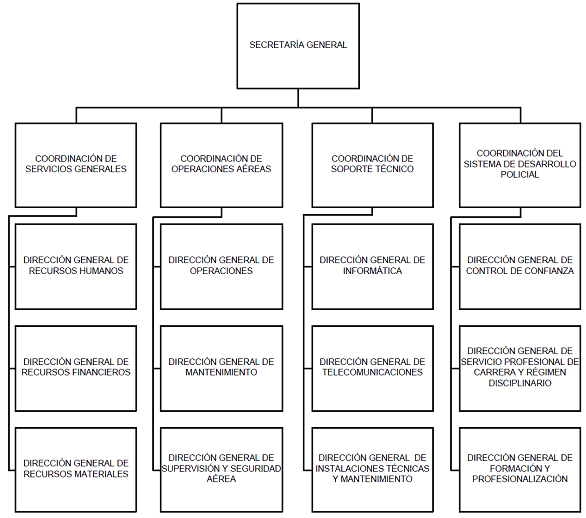 SECRETARÍA GENERAL
COORDINACIÓN DE
SERVICIOS GENERALES
COORDINACIÓN DE
OPERACIONES AÉREAS
COORDINACIÓN DE
SOPORTE TÉCNICO
COORDINACIÓN DEL
SISTEMA DE DESARROLLO
POLICIAL
DIRECCIÓN GENERAL DE
RECURSOS HUMANOS
DIRECCIÓN GENERAL DE
OPERACIONES
DIRECCIÓN GENERAL DE
INFORMÁTICA
DIRECCIÓN GENERAL DE
CONTROL DE CONFIANZA
DIRECCIÓN GENERAL DE
RECURSOS FINANCIEROS
DIRECCIÓN GENERAL DE
MANTENIMIENTO
DIRECCIÓN GENERAL DE
TELECOMUNICACIONES
DIRECCIÓN GENERAL DE
SERVICIO PROFESIONAL DE
CARRERA Y RÉGIMEN
DISCIPLINARIO
DIRECCIÓN GENERAL DE
RECURSOS MATERIALES
DIRECCIÓN GENERAL DE
SUPERVISIÓN Y SEGURIDAD
AÉREA
DIRECCIÓN GENERAL DE
INSTALACIONES TÉCNICAS
Y MANTENIMIENTO
DIRECCIÓN GENERAL DE
FORMACIÓN Y
PROFESIONALIZACIÓN